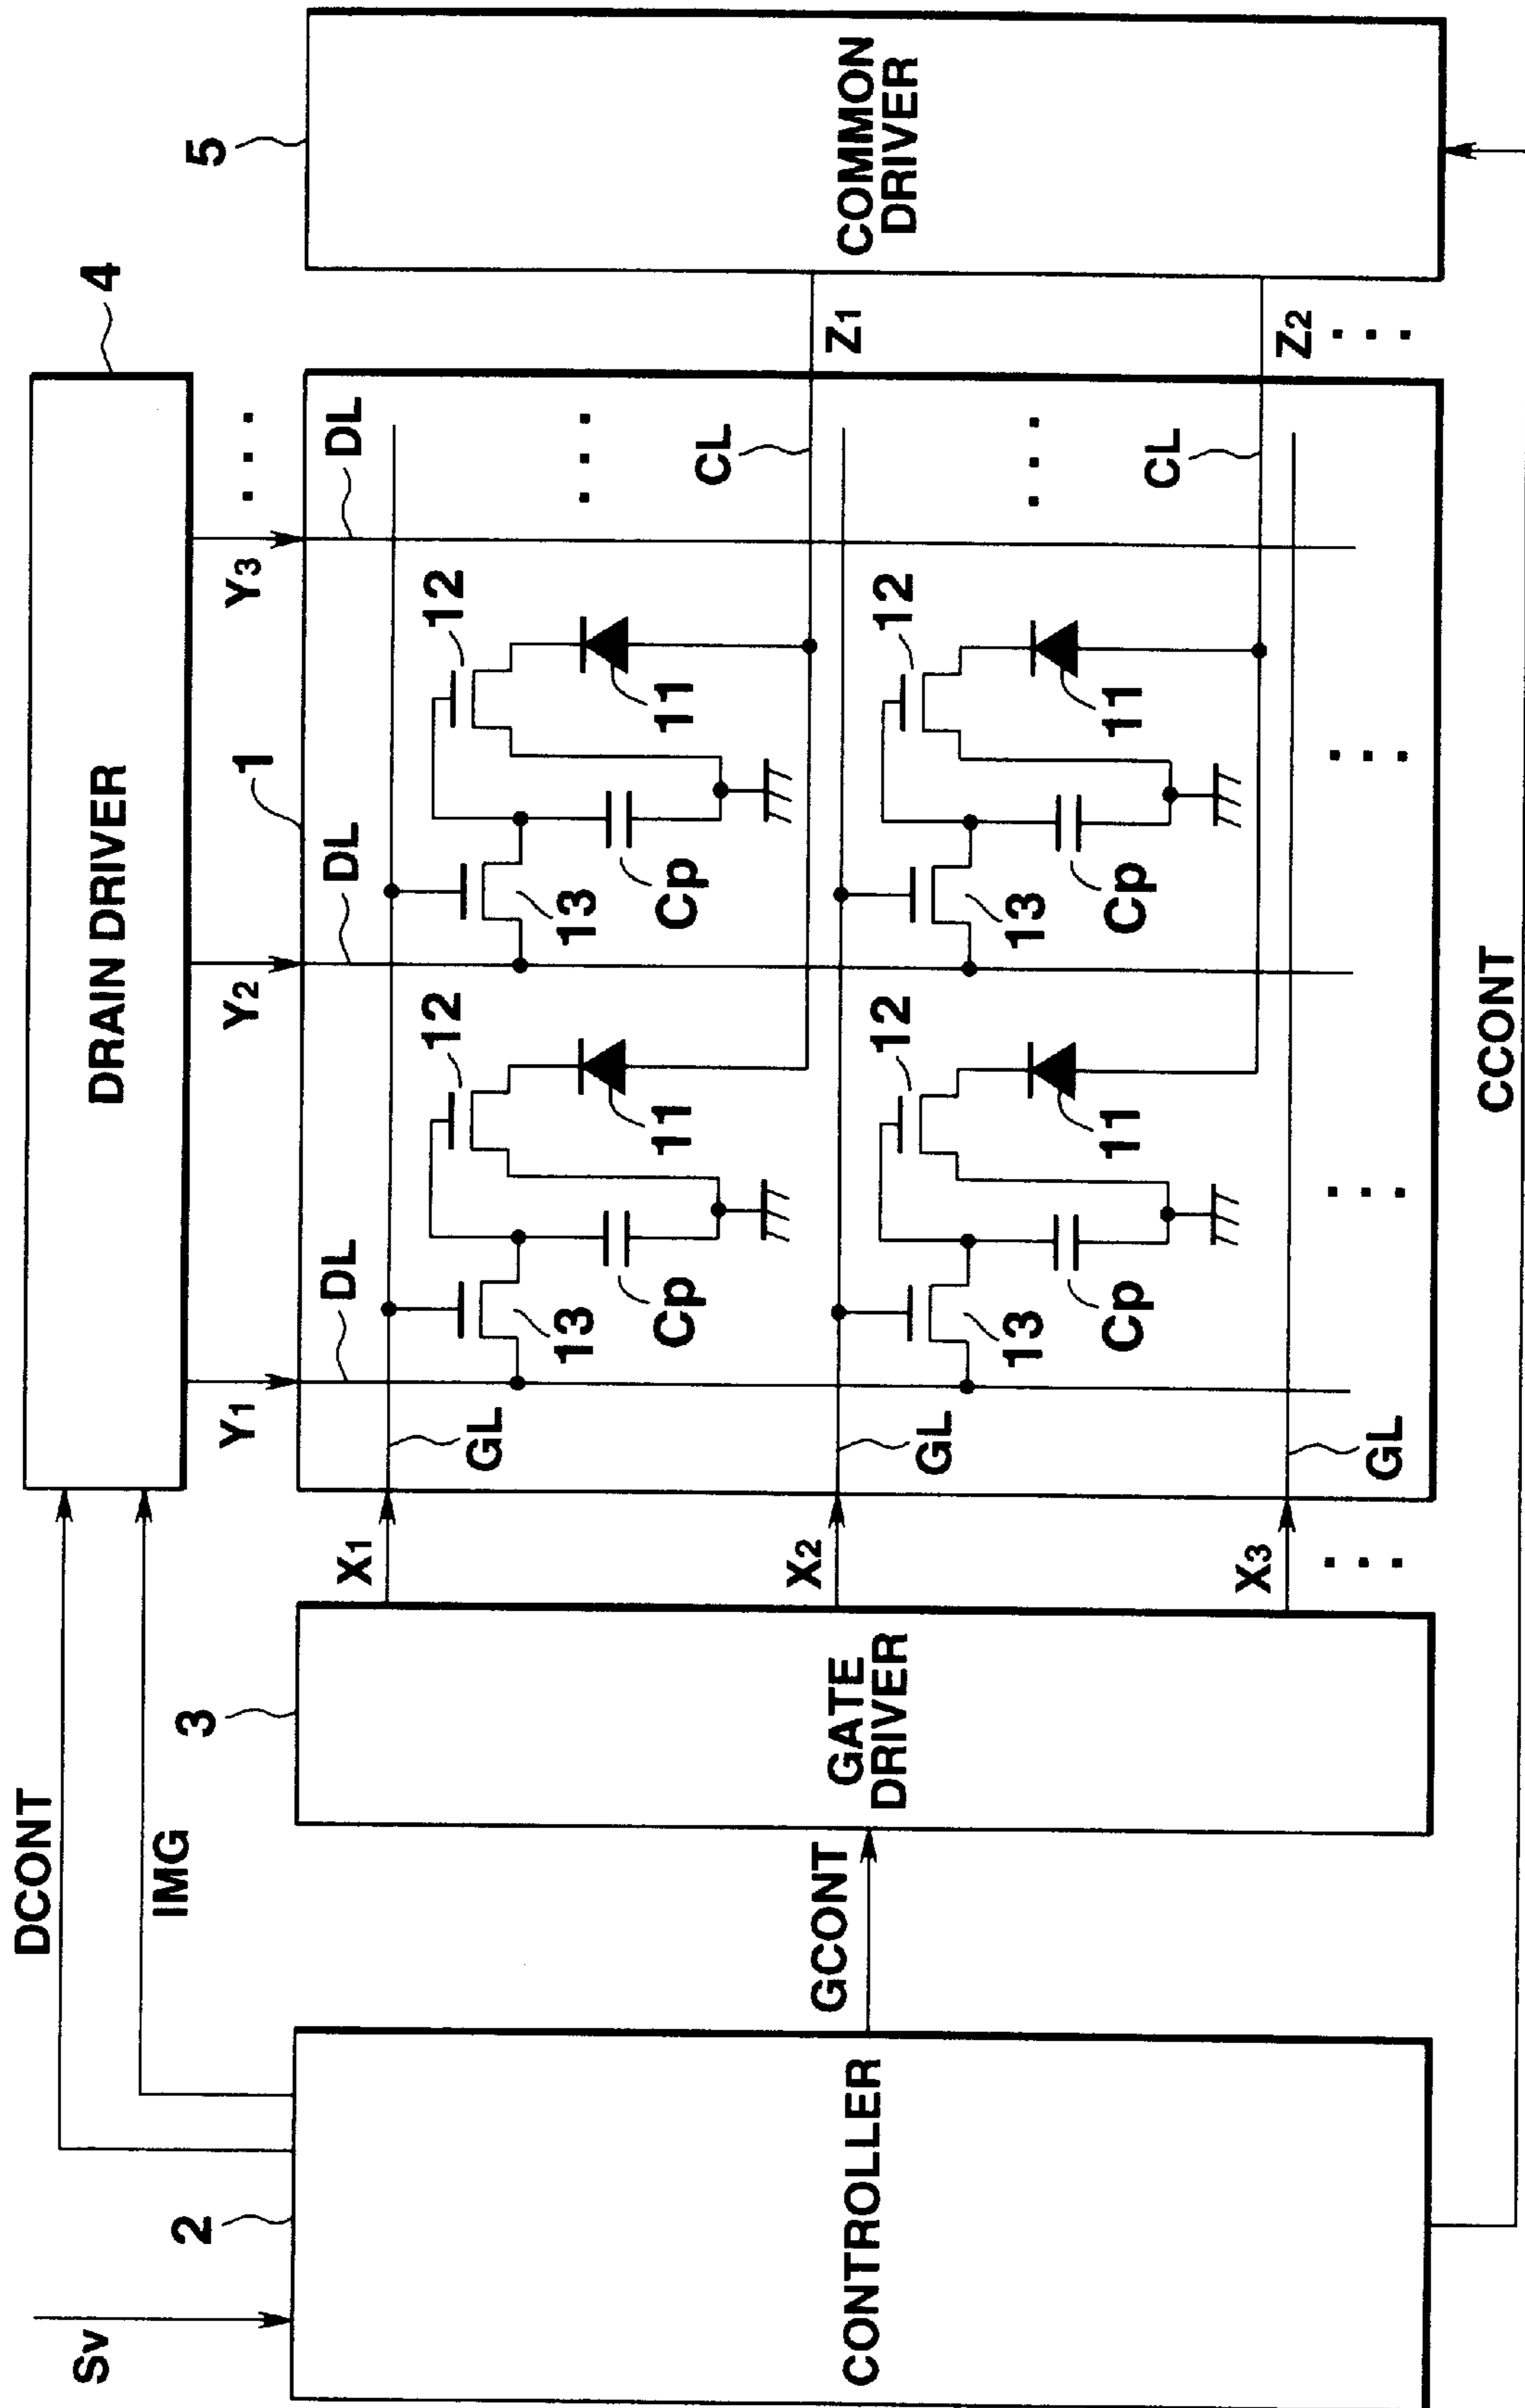 Sv
2
CONTROLLER
DCONT
IMG
GCONT
CCONT
3
GATE
DRIVER
X1
X2
X3
4
DRAIN DRIVER
Y1
Y2
Y3
1
DL
DL
DL
GL
GL
GL
13
Cp
12
11
13
Cp
12
11
CL
13
Cp
12
11
13
Cp
12
11
CL
Z1
Z2
5
COMMON
DRIVER